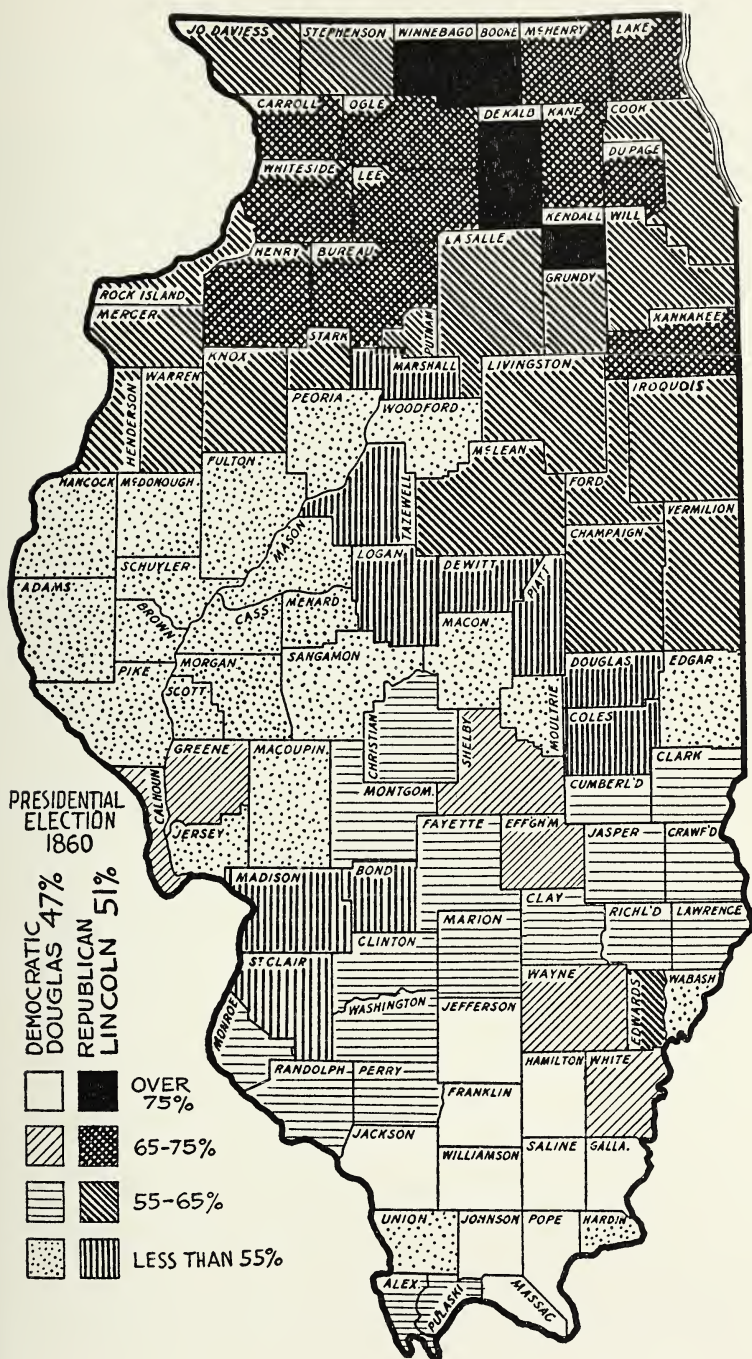 JO DAVIESS
STEPHENSON
WINNEBAGO
BOONE
McHENRY
LAKE
CARROLL
OGLE
DE KALB
KANE
COOK
DU PAGE
WHITESIDE
LEE
KENDALL
WILL
LA SALLE
HENRY
BUREAU
GRUNDY
ROCK ISLAND
MERCER
KANKAKEE
STARK
PUTNAM
KNOX
MARSHALL
LIVINGSTON
HENDERSON
WARREN
PEORIA
WOODFORD
IROQUOIS
HANCOCK
McDONOUGH
FULTON
TAZEWELL
McLEAN
FORD
VERMILION
MASON
CHAMPAIGN
SCHUYLER
LOGAN
DEWITT
PIATT
ADAMS
BROWN
CASS
MENARD
MACON
PIKE
MORGAN
SANGAMON
DOUGLAS
EDGAR
SCOTT
CHRISTIAN
SHELBY
MOULTRIE
COLES
GREENE
MACOUPIN
CLARK
CALHOUN
MONTGOM.
CUMBERL'D
JERSEY
FAYETTE
EFF'GH'M
JASPER
CRAWF'D
MADISON
BOND
CLAY
RICHL'D
LAWRENCE
MARION
CLINTON
ST CLAIR
WAYNE
EDWARDS
WABASH
MONROE
WASHINGTON
JEFFERSON
RANDOLPH
PERRY
HAMILTON
WHITE
FRANKLIN
JACKSON
WILLIAMSON
SALINE
GALLA.
UNION
JOHNSON
POPE
HARDIN
ALEX.
PULASKI
MASSAC
PRESIDENTIAL
ELECTION
1860
DEMOCRATIC
DOUGLAS 47%
REPUBLICAN
LINCOLN 51%
OVER
75%
65-75%
55-65%
LESS THAN 55%